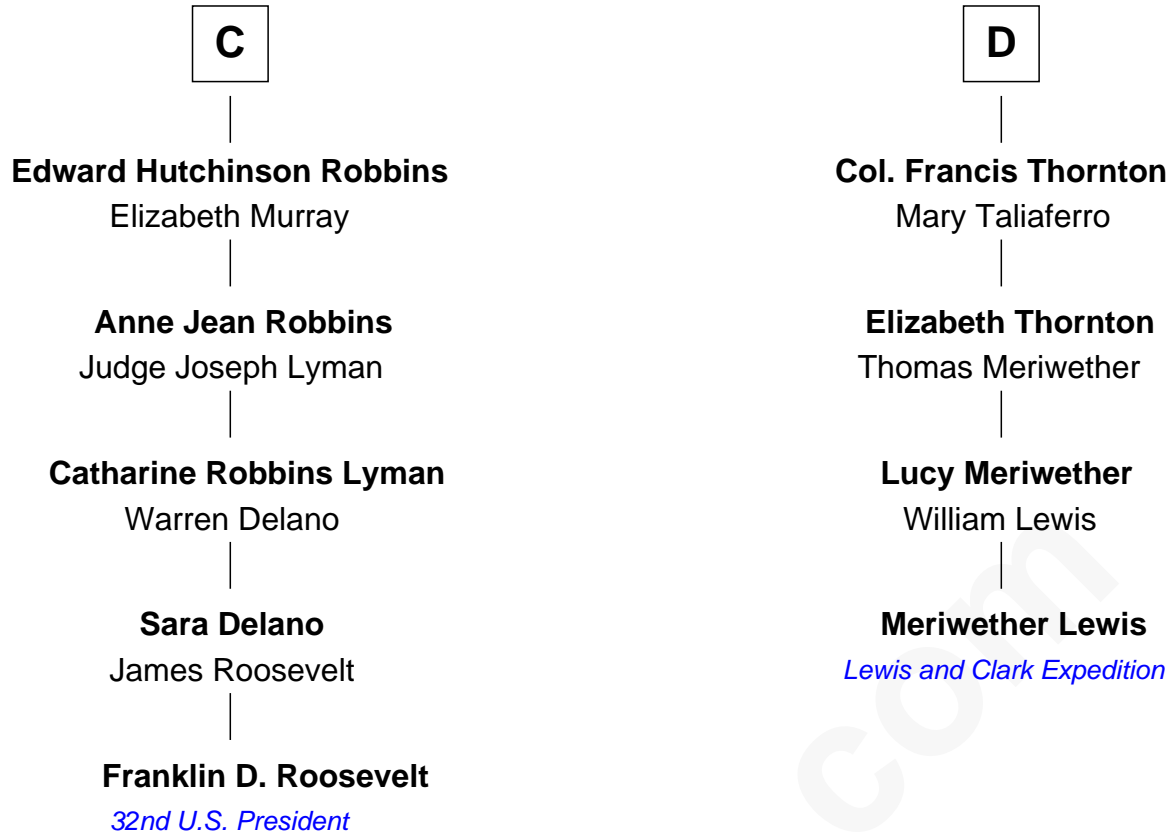 C
Edward Hutchinson Robbins
Elizabeth Murray
Anne Jean Robbins
Judge Joseph Lyman
Catharine Robbins Lyman
Warren Delano
Sara Delano
James Roosevelt
Franklin D. Roosevelt
32nd U.S. President
D
Col. Francis Thornton
Mary Taliaferro
Elizabeth Thornton
Thomas Meriwether
Lucy Meriwether
William Lewis
Meriwether Lewis
Lewis and Clark Expedition
com